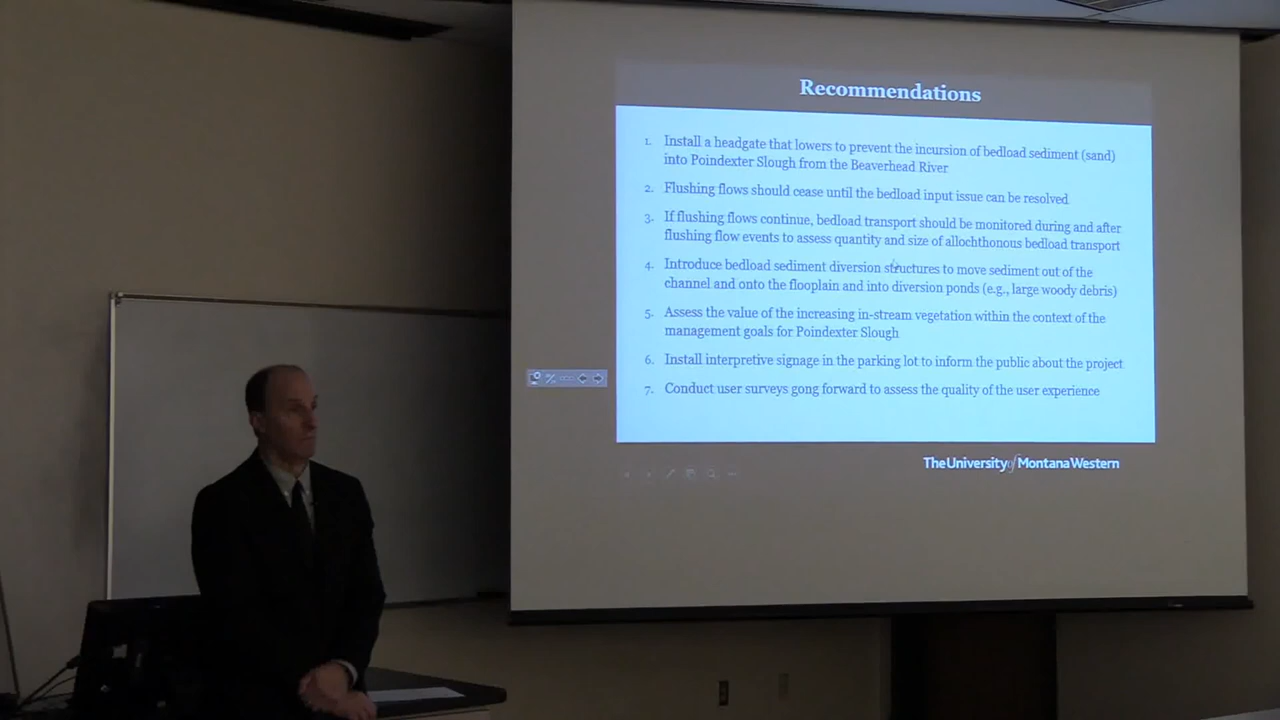 Recommendations
1. Install a headgate that lowers to prevent the incursion of bedload sediment (sand)
into Poindexter Slough from the Beaverhead River
2. Flushing flows should cease until the bedload input issue can be resolved
3. If flushing flows continue, bedload transport should be monitored during and after
flushing flow events to assess quantity and size of allochthonous bedload transport
4. Introduce bedload sediment diversion structures to move sediment out of the
channel and onto the flooplain and into diversion ponds (e.g., large woody debris)
5. Assess the value of the increasing in-stream vegetation within the context of the
management goals for Poindexter Slough
6. Install interpretive signage in the parking lot to inform the public about the project
7. Conduct user surveys gong forward to assess the quality of the user experience
The University of Montana Western